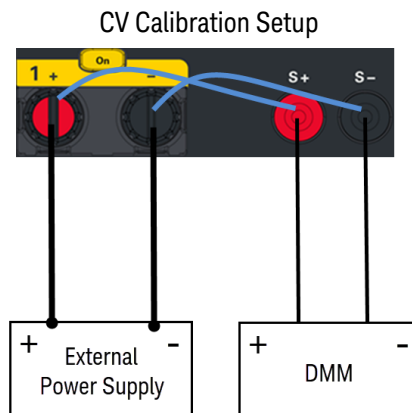 CV Calibration Setup
On
1 + - S+ S-
+ External - + DMM -
Power Supply